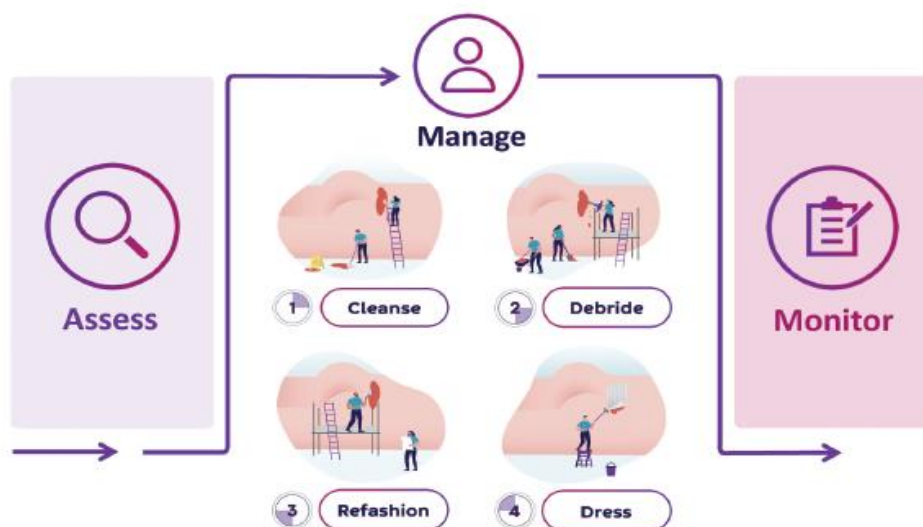 Manage
Assess
1 Cleanse
2 Debride
Monitor
3 Refashion
4 Dress